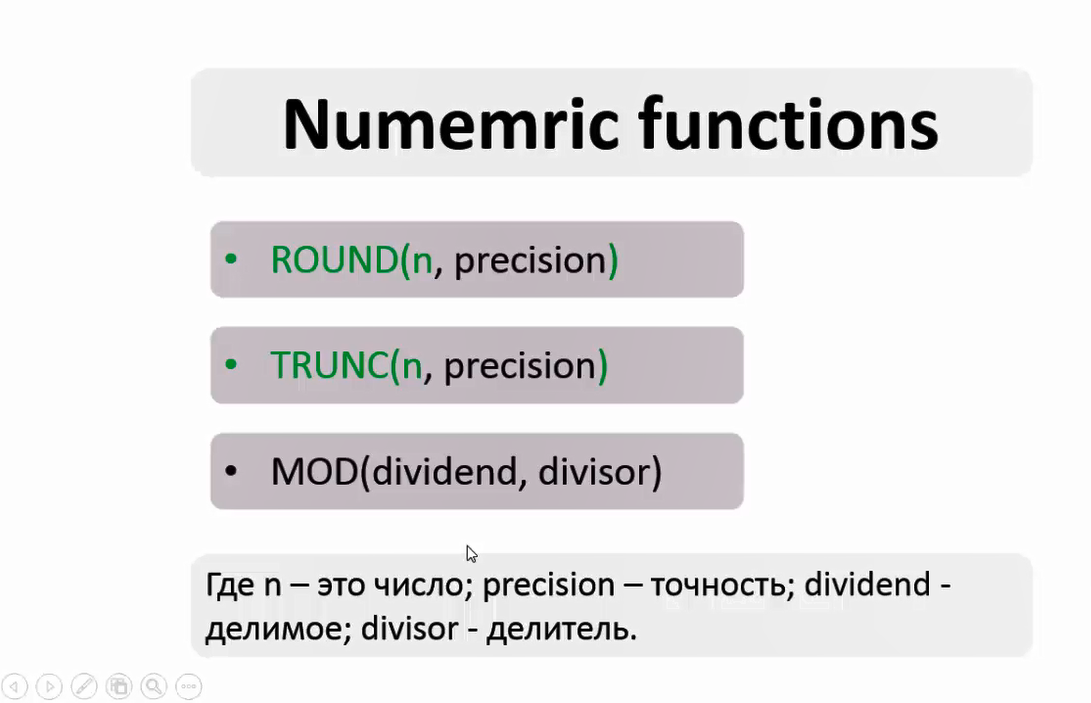 Numemric functions
• ROUND(n, precision)
• TRUNC(n, precision)
• MOD(dividend, divisor)
Где n – это число; precision – точность; dividend -
делимое; divisor - делитель.